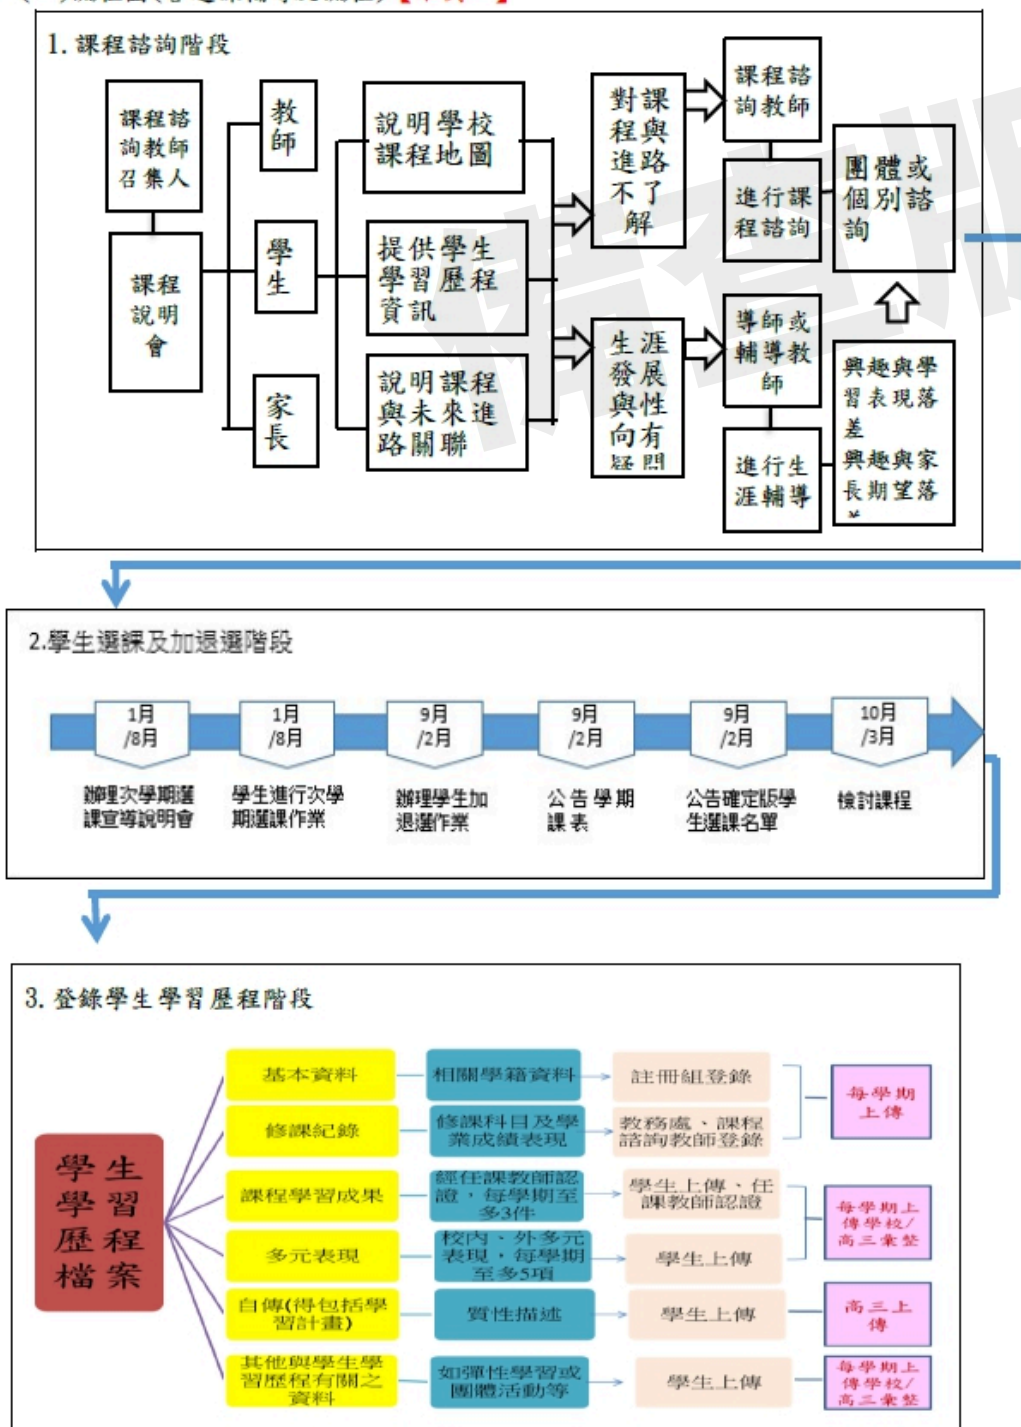 1. 課程諮詢階段
課程諮
詢教師
召集人
課程
說明
會
教
師
學
生
家
長
說明學校
課程地圖
提供學生
學習歷程
資訊
說明課程
與未來進
路關聯
對課
程與
進路
不了
解
生涯
發展
與性
向有
疑問
課程諮
詢教師
進行課
程諮詢
團體或
個別諮
詢
導師或
輔導教
師
進行生
涯輔導
興趣與學
習表現落
差
興趣與家
長期望落
備查版
2.學生選課及加退選階段
1月
/8月
辦理次學期選
課宣導說明會
1月
/8月
學生進行次學
期選課作業
9月
/2月
辦理學生加
退選作業
9月
/2月
公告學期
課表
9月
/2月
公告確定版學
生選課名單
10月
/3月
檢討課程
3. 登錄學生學習歷程階段
學生
學習
歷程
檔案
基本資料
相關學籍資料
註冊組登錄
修課紀錄
修課科目及學
業成績表現
教務處、課程
諮詢教師登錄
每學期
上傳
課程學習成果
經任課教師認
證，每學期至
多3件
學生上傳、任
課教師認證
多元表現
校內、外多元
表現，每學期
至多5項
學生上傳
每學期上
傳學校/
高三彙整
自傳(得包括學
習計畫)
質性描述
學生上傳
高三上
傳
其他與學生學
習歷程有關之
資料
如彈性學習或
團體活動等
學生上傳
每學期上
傳學校/
高三彙整